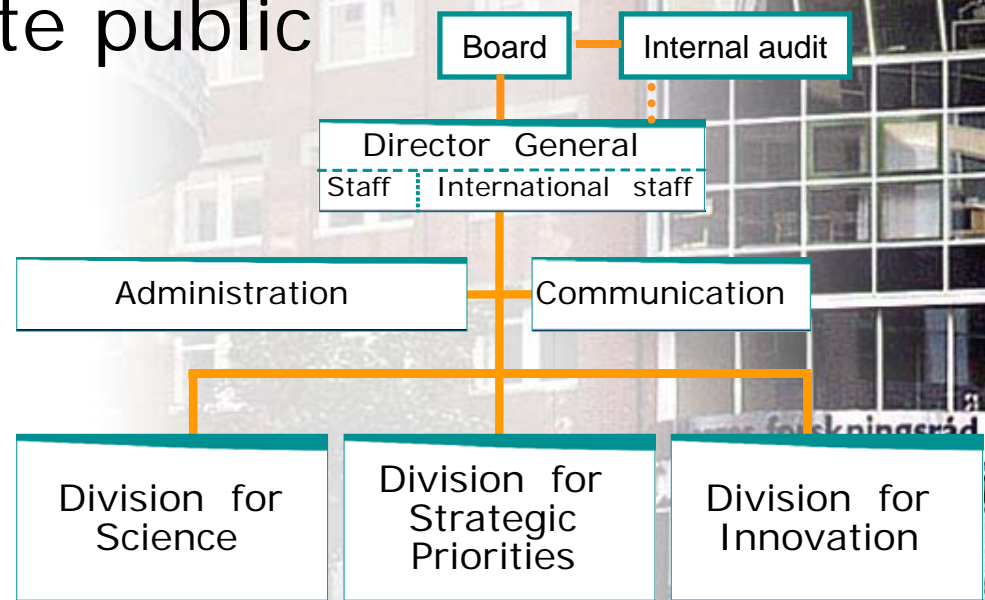 te public
Board
Internal audit
Director General
Staff
International staff
Administration
Communication
forskningsråd
Division for
Science
Division for
Strategic
Priorities
Division for
Innovation